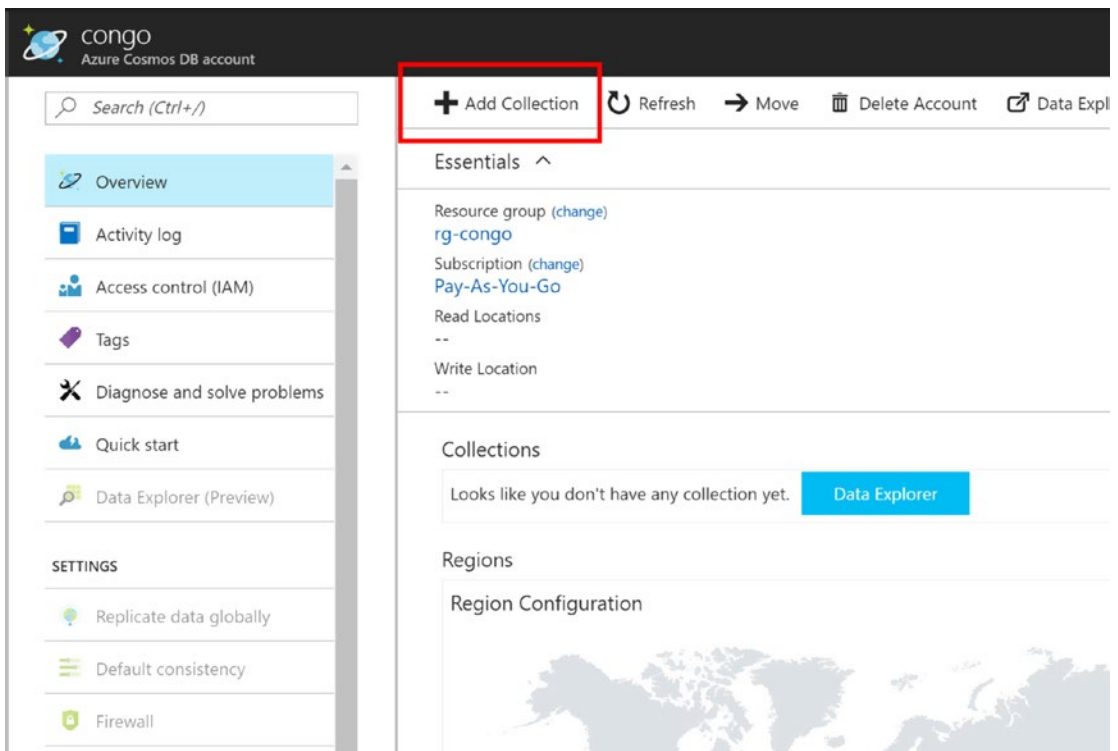 congo
Azure Cosmos DB account
Search (Ctrl+/)
Add Collection
Refresh
Move
Delete Account
Data Expl
Overview
Activity log
Access control (IAM)
Tags
Diagnose and solve problems
Quick start
Data Explorer (Preview)
SETTINGS
Replicate data globally
Default consistency
Firewall
Essentials
Resource group (change)
rg-congo
Subscription (change)
Pay-As-You-Go
Read Locations
--
Write Location
--
Collections
Looks like you don't have any collection yet.
Data Explorer
Regions
Region Configuration